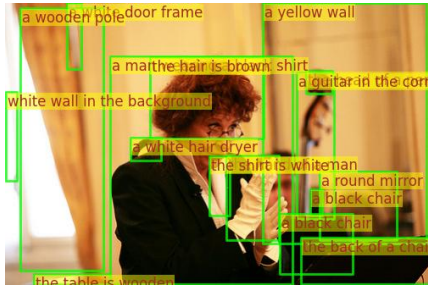 a white door frame
a wooden pole
a yellow wall
a man
the hair is brown
shirt
a guitar in the corn
white wall in the background
a white hair dryer
the shirt is white
man
a round mirror
a black chair
a black chair
the back of a chai
the table is wooden